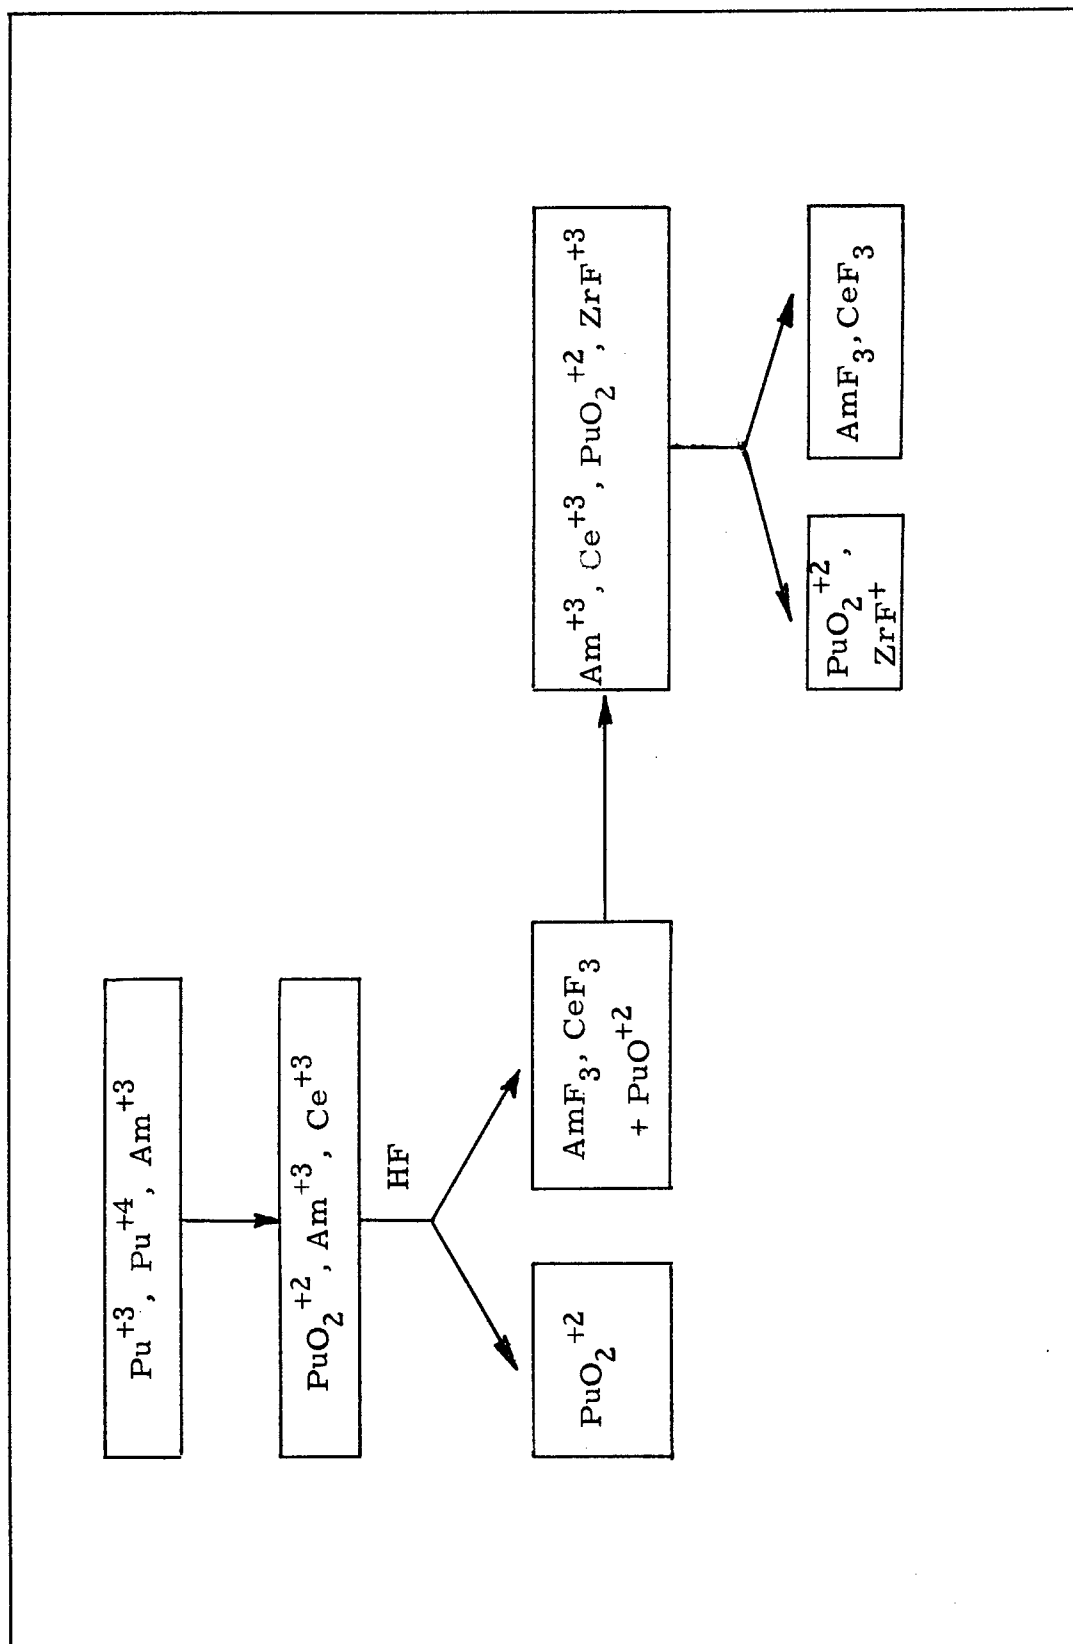 Pu⁺³, Pu⁺⁴, Am⁺³
PuO₂⁺², Am⁺³, Ce⁺³
HF
PuO₂⁺²
AmF₃, CeF₃
+ PuO⁺²
Am⁺³, Ce⁺³, PuO₂⁺², ZrF⁺³
PuO₂⁺²,
ZrF⁺
AmF₃, CeF₃